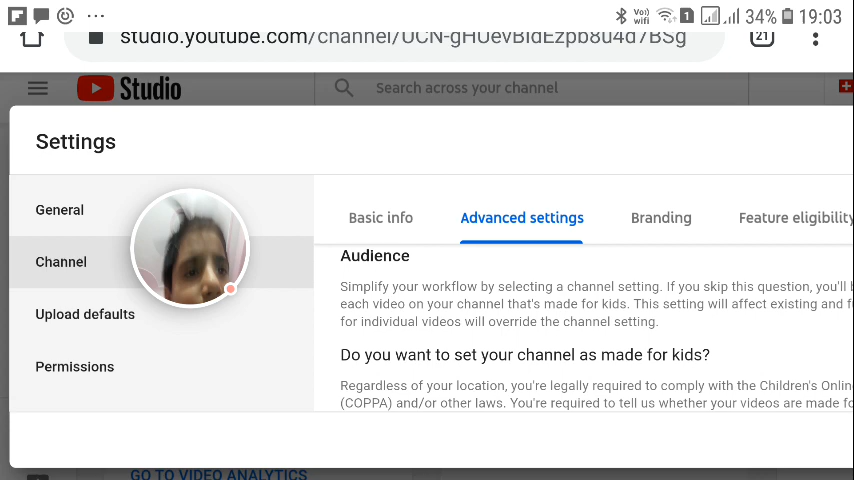 Vo))
wifi
1
34%
19:03
studio.youtube.com/channel/
21
Studio
Search across your channel
Settings
General
Channel
Upload defaults
Permissions
Basic info
Advanced settings
Branding
Feature eligibility
Audience
Simplify your workflow by selecting a channel setting. If you skip this question, you'll
each video on your channel that's made for kids. This setting will affect existing and
for individual videos will override the channel setting.
Do you want to set your channel as made for kids?
Regardless of your location, you're legally required to comply with the Children's Onlin
(COPPA) and/or other laws. You're required to tell us whether your videos are made fo
GO TO VIDEO ANALYTICS